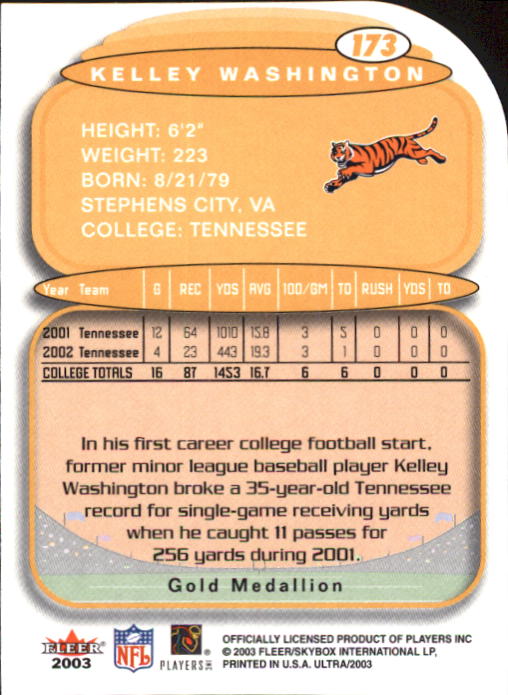 173
KELLEY WASHINGTON
HEIGHT: 6'2"
WEIGHT: 223
BORN: 8/21/79
STEPHENS CITY, VA
COLLEGE: TENNESSEE
Year Team G REC YDS AVG 100/GM TD RUSH YDS TD
2001 Tennessee 12 64 1010 15.8 3 5 0 0 0
2002 Tennessee 4 23 443 19.3 3 1 0 0 0
COLLEGE TOTALS 16 87 1453 16.7 6 6 0 0 0
In his first career college football start,
former minor league baseball player Kelley
Washington broke a 35-year-old Tennessee
record for single-game receiving yards
when he caught 11 passes for
256 yards during 2001.
Gold Medallion
FLEER
2003
NFL
PLAYERS INC
OFFICIALLY LICENSED PRODUCT OF PLAYERS INC
© 2003 FLEER/SKYBOX INTERNATIONAL LP,
PRINTED IN U.S.A. ULTRA/2003